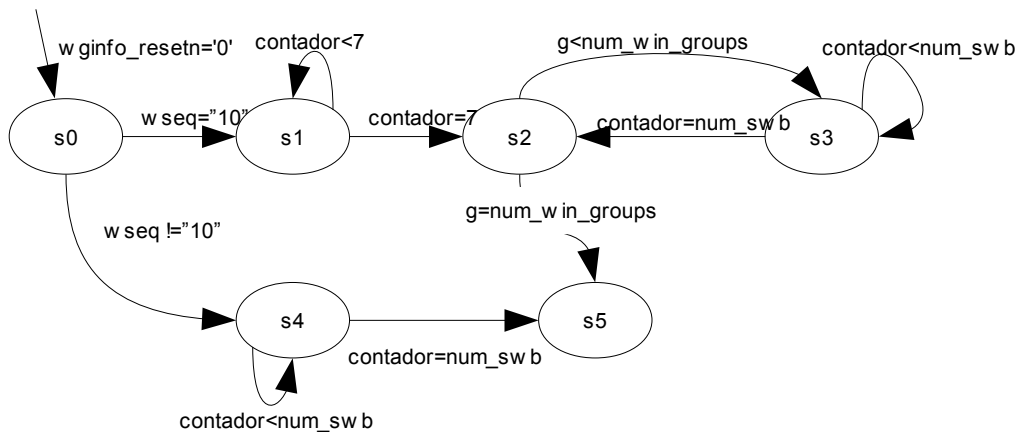 w ginfo_resetn='0'
contador<7
g<num_w in_groups
contador<num_sw b
w seq=”10”
contador=7
contador=num_sw b
s0
s1
s2
s3
g=num_w in_groups
w seq !=”10”
s4
s5
contador=num_sw b
contador<num_sw b